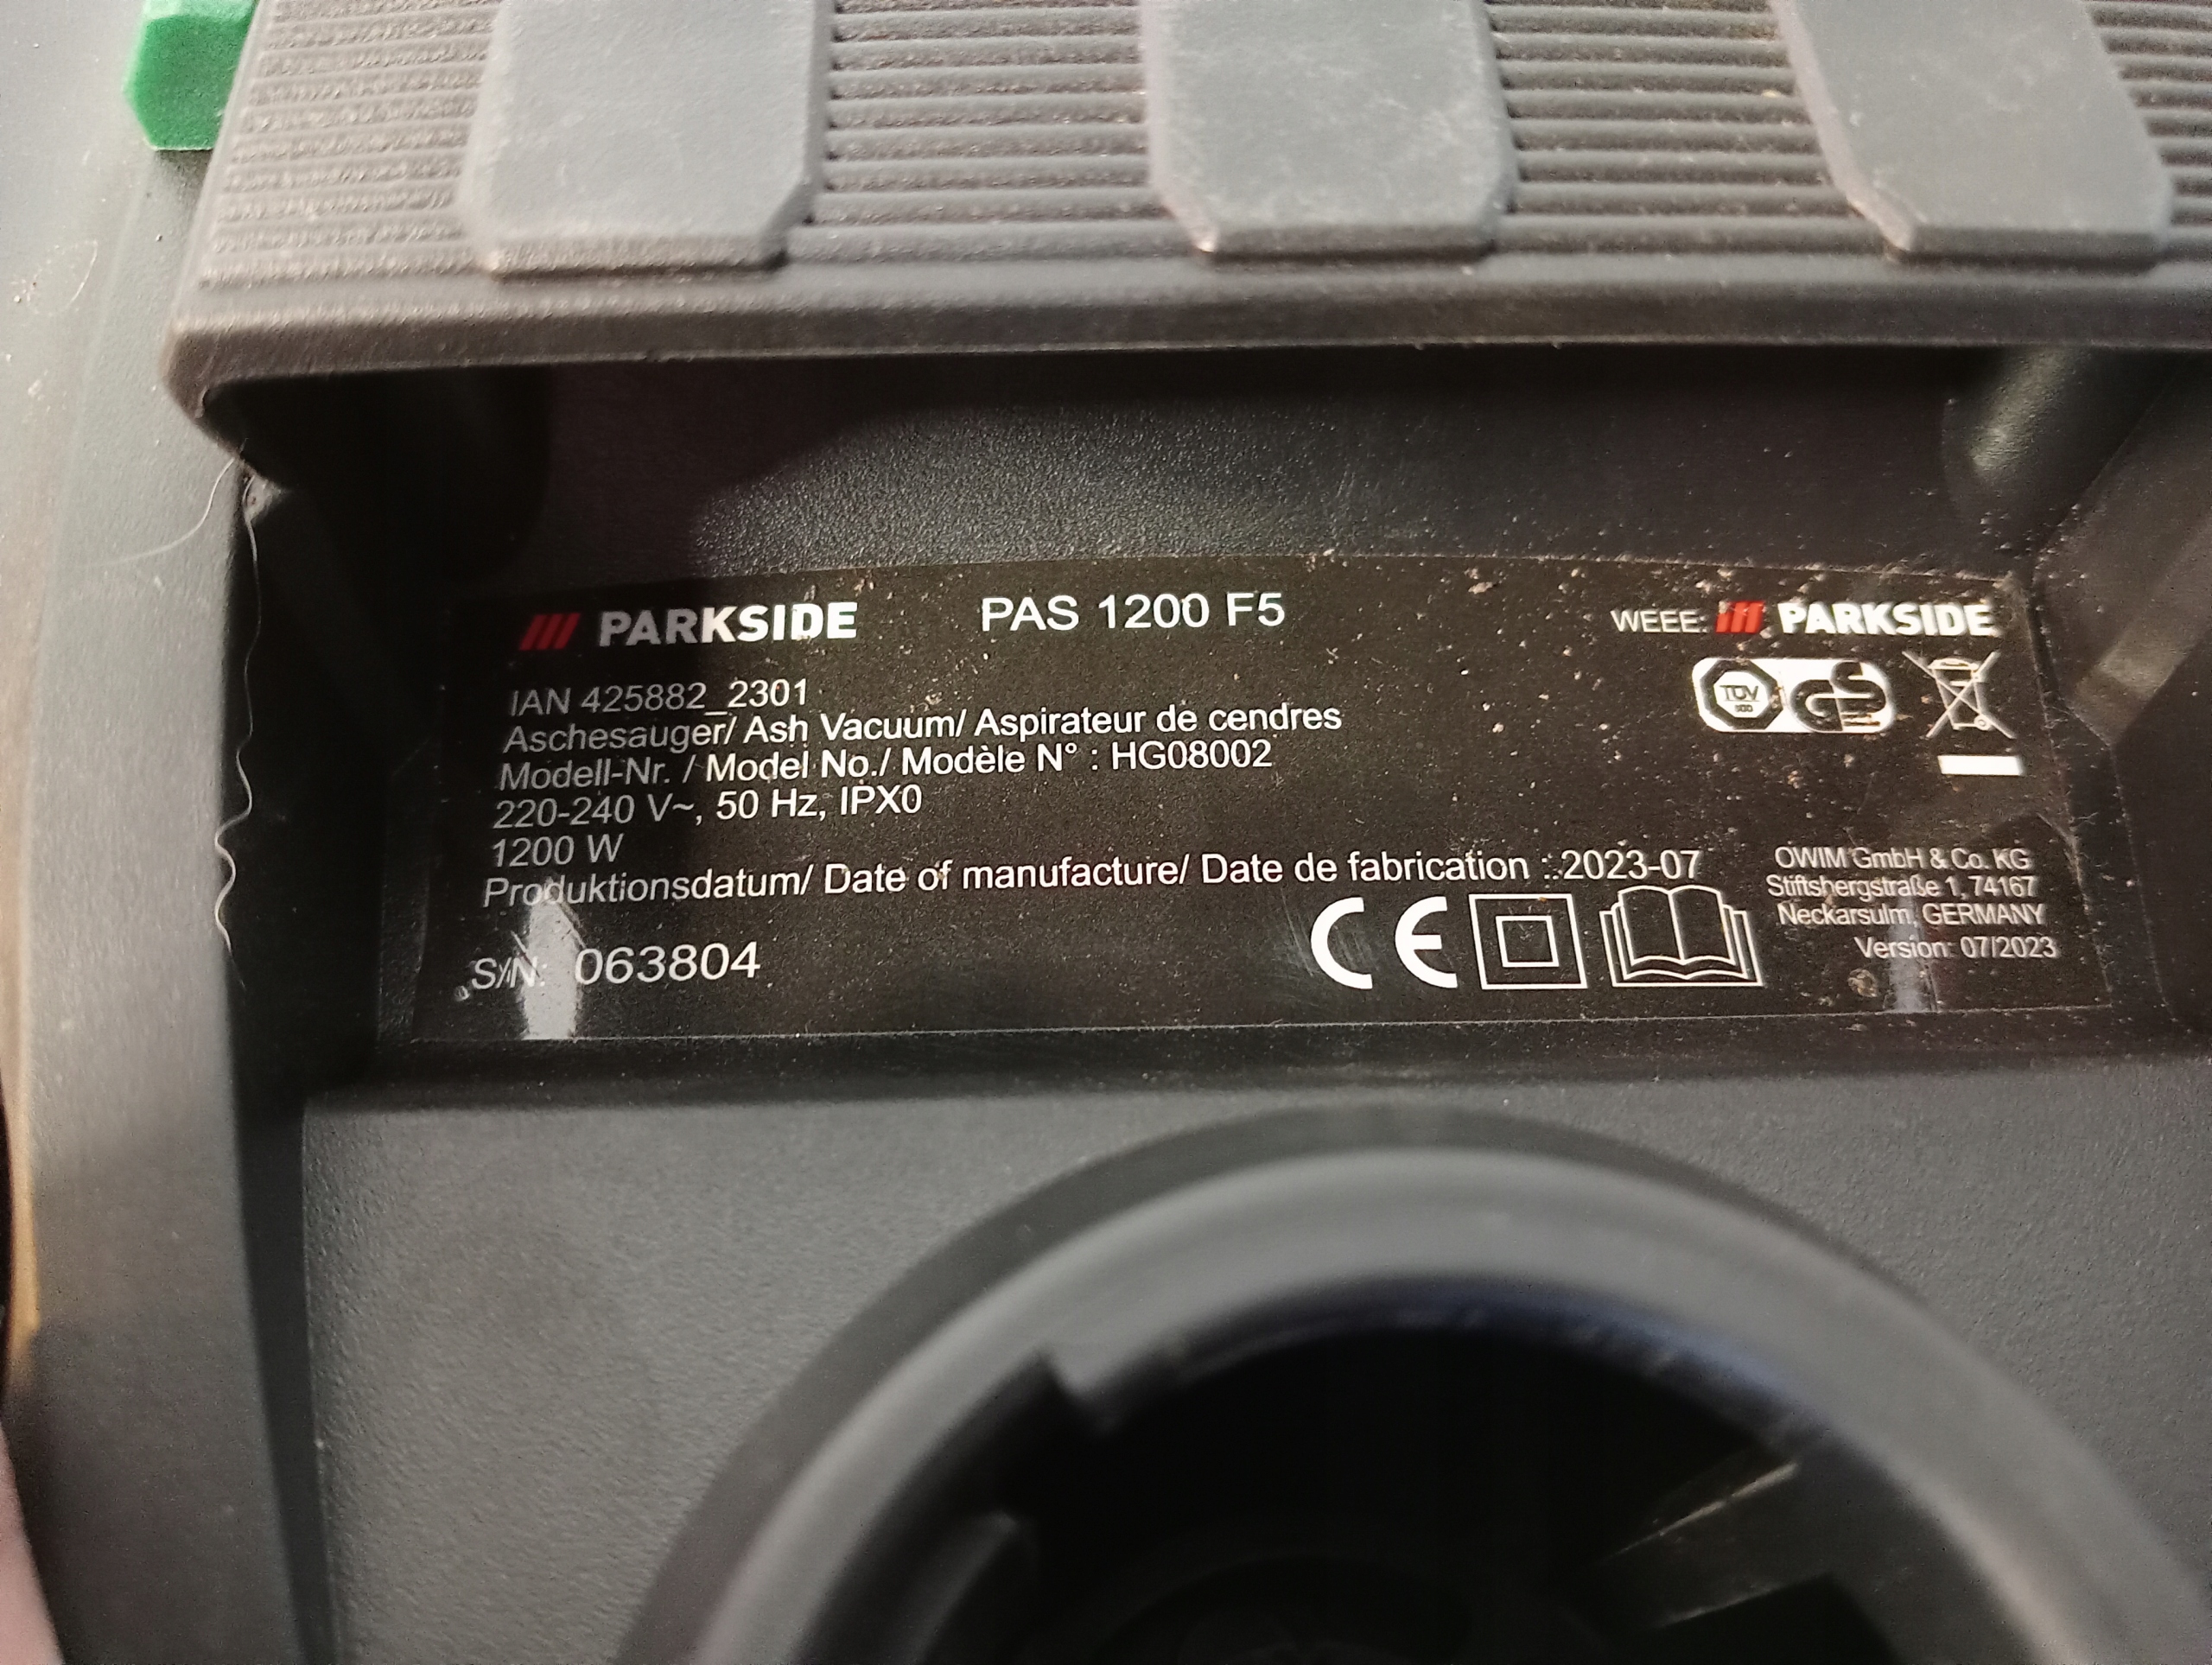 PARKSIDE PAS 1200 F5 WEEE: PARKSIDE
IAN 425882_2301
Aschesauger/ Ash Vacuum/ Aspirateur de cendres
Modell-Nr. / Model No./ Modèle N° : HG08002
220-240 V~, 50 Hz, IPX0
1200 W
Produktionsdatum/ Date of manufacture/ Date de fabrication : 2023-07
S/N: 063804
TÜV SÜD GS
CE
OWIM GmbH & Co. KG
Stiftsbergstraße 1, 74167
Neckarsulm, GERMANY
Version: 07/2023